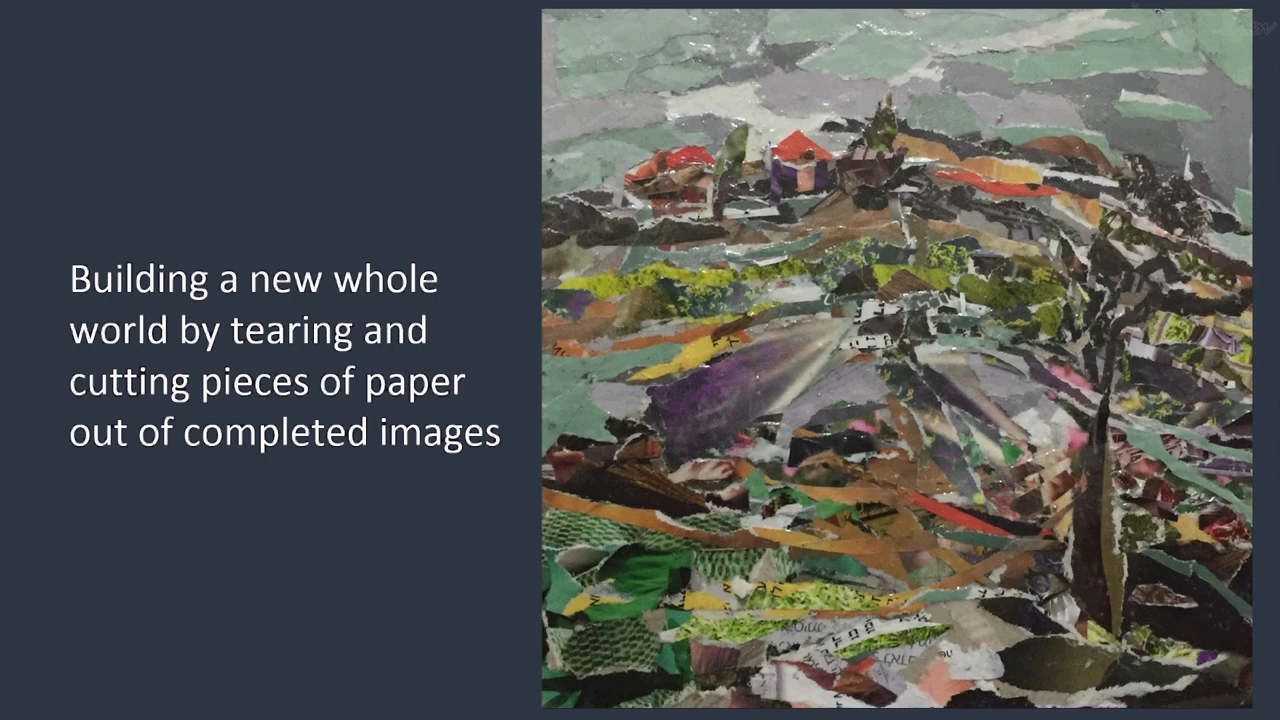 Building a new whole
world by tearing and
cutting pieces of paper
out of completed images